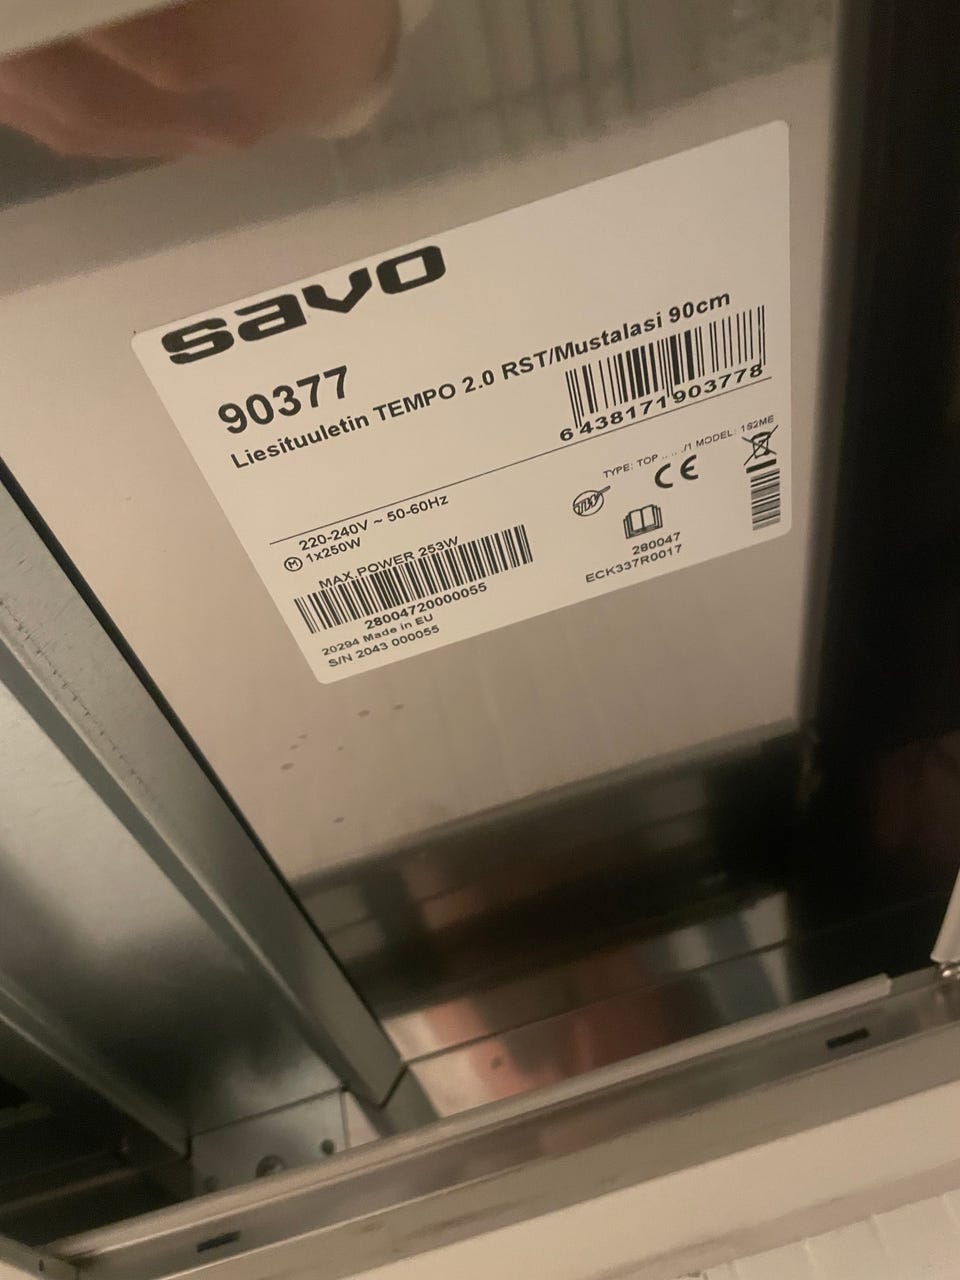 savo
90377
Liesituuletin TEMPO 2.0 RST/Mustalasi 90cm
6 438171 903778
220-240V ~ 50-60Hz
M 1x250W
MAX.POWER 253W
28004720000055
20294 Made in EU
S/N 2043 000055
TYPE: TOP .. .. /1 MODEL: 1S2ME
CE
280047
ECK337R0017